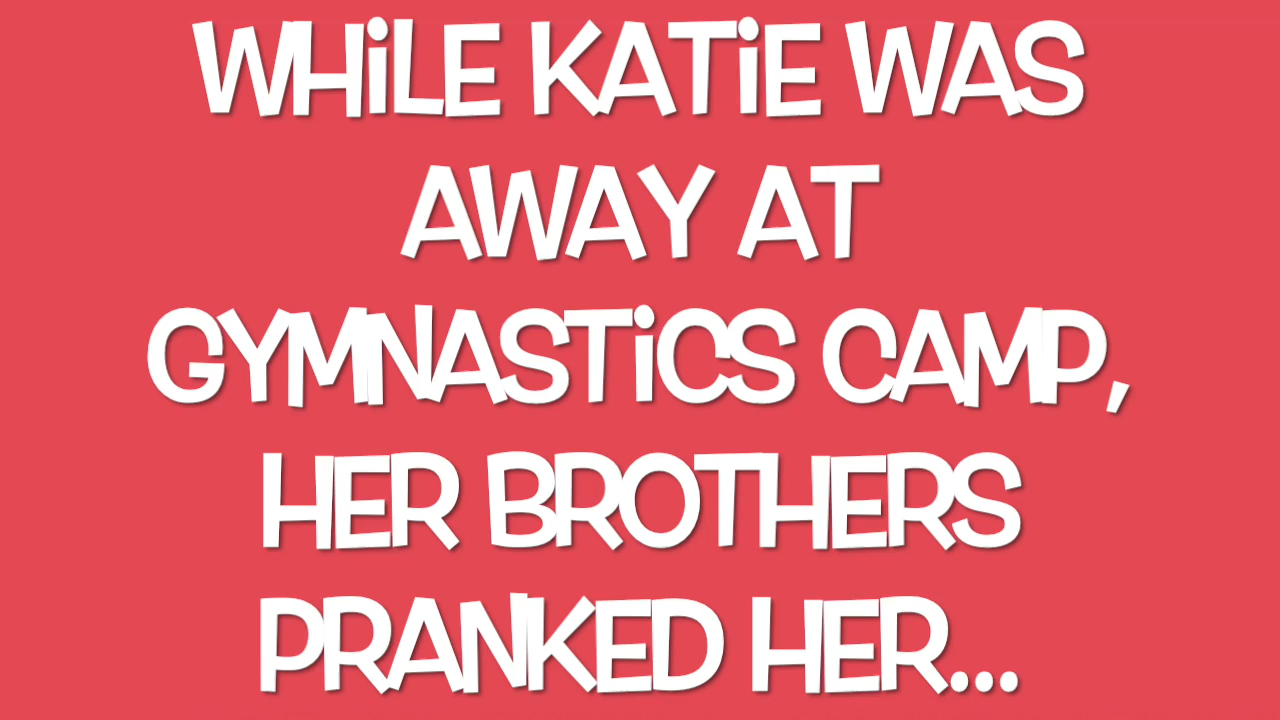 WHiLE KATiE WAS
AWAY AT
GYMNASTiCS CAMP,
HER BROTHERS
PRANKED HER...